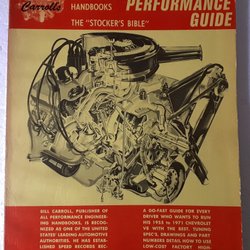 Carroll's
HANDBOOKS
THE "STOCKER'S BIBLE"
PERFORMANCE
GUIDE
BILL CARROLL, PUBLISHER OF
ALL PERFORMANCE ENGINEER-
ING HANDBOOKS, IS RECOG-
NIZED AS ONE OF THE UNITED
STATES' LEADING AUTOMOTIVE
AUTHORITIES. HE HAS ESTAB-
LISHED SPEED RECORDS REC-
A DO-FAST GUIDE FOR EVERY
DRIVER WHO WANTS TO RUN
HIS 1955 to 1971 CHEVROLET
V8 WITH THE BEST. TUNING
SPEC'S, DRAWINGS AND PART
NUMBERS DETAIL HOW TO USE
LOW-COST FACTORY HIGH-